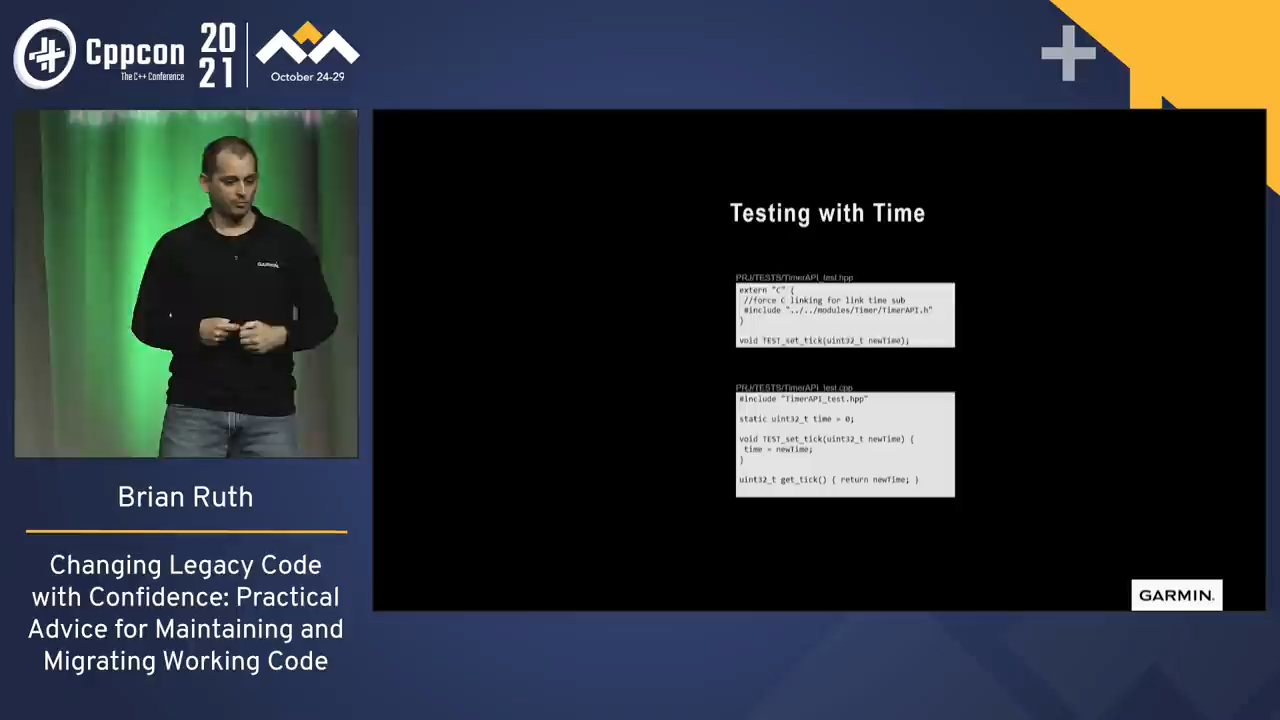 Cppcon
The C++ Conference
20
21
October 24-29
GARMIN
Brian Ruth
Changing Legacy Code
with Confidence: Practical
Advice for Maintaining and
Migrating Working Code
Testing with Time
PRJ/TESTS/TimerAPI_test.hpp
extern "C" {
//force C linking for link time sub
#include "../../modules/Timer/TimerAPI.h"
}
void TEST_set_tick(uint32_t newTime);
PRJ/TESTS/TimerAPI_test.cpp
#include "TimerAPI_test.hpp"
static uint32_t time = 0;
void TEST_set_tick(uint32_t newTime) {
time = newTime;
}
uint32_t get_tick() { return newTime; }
GARMIN.